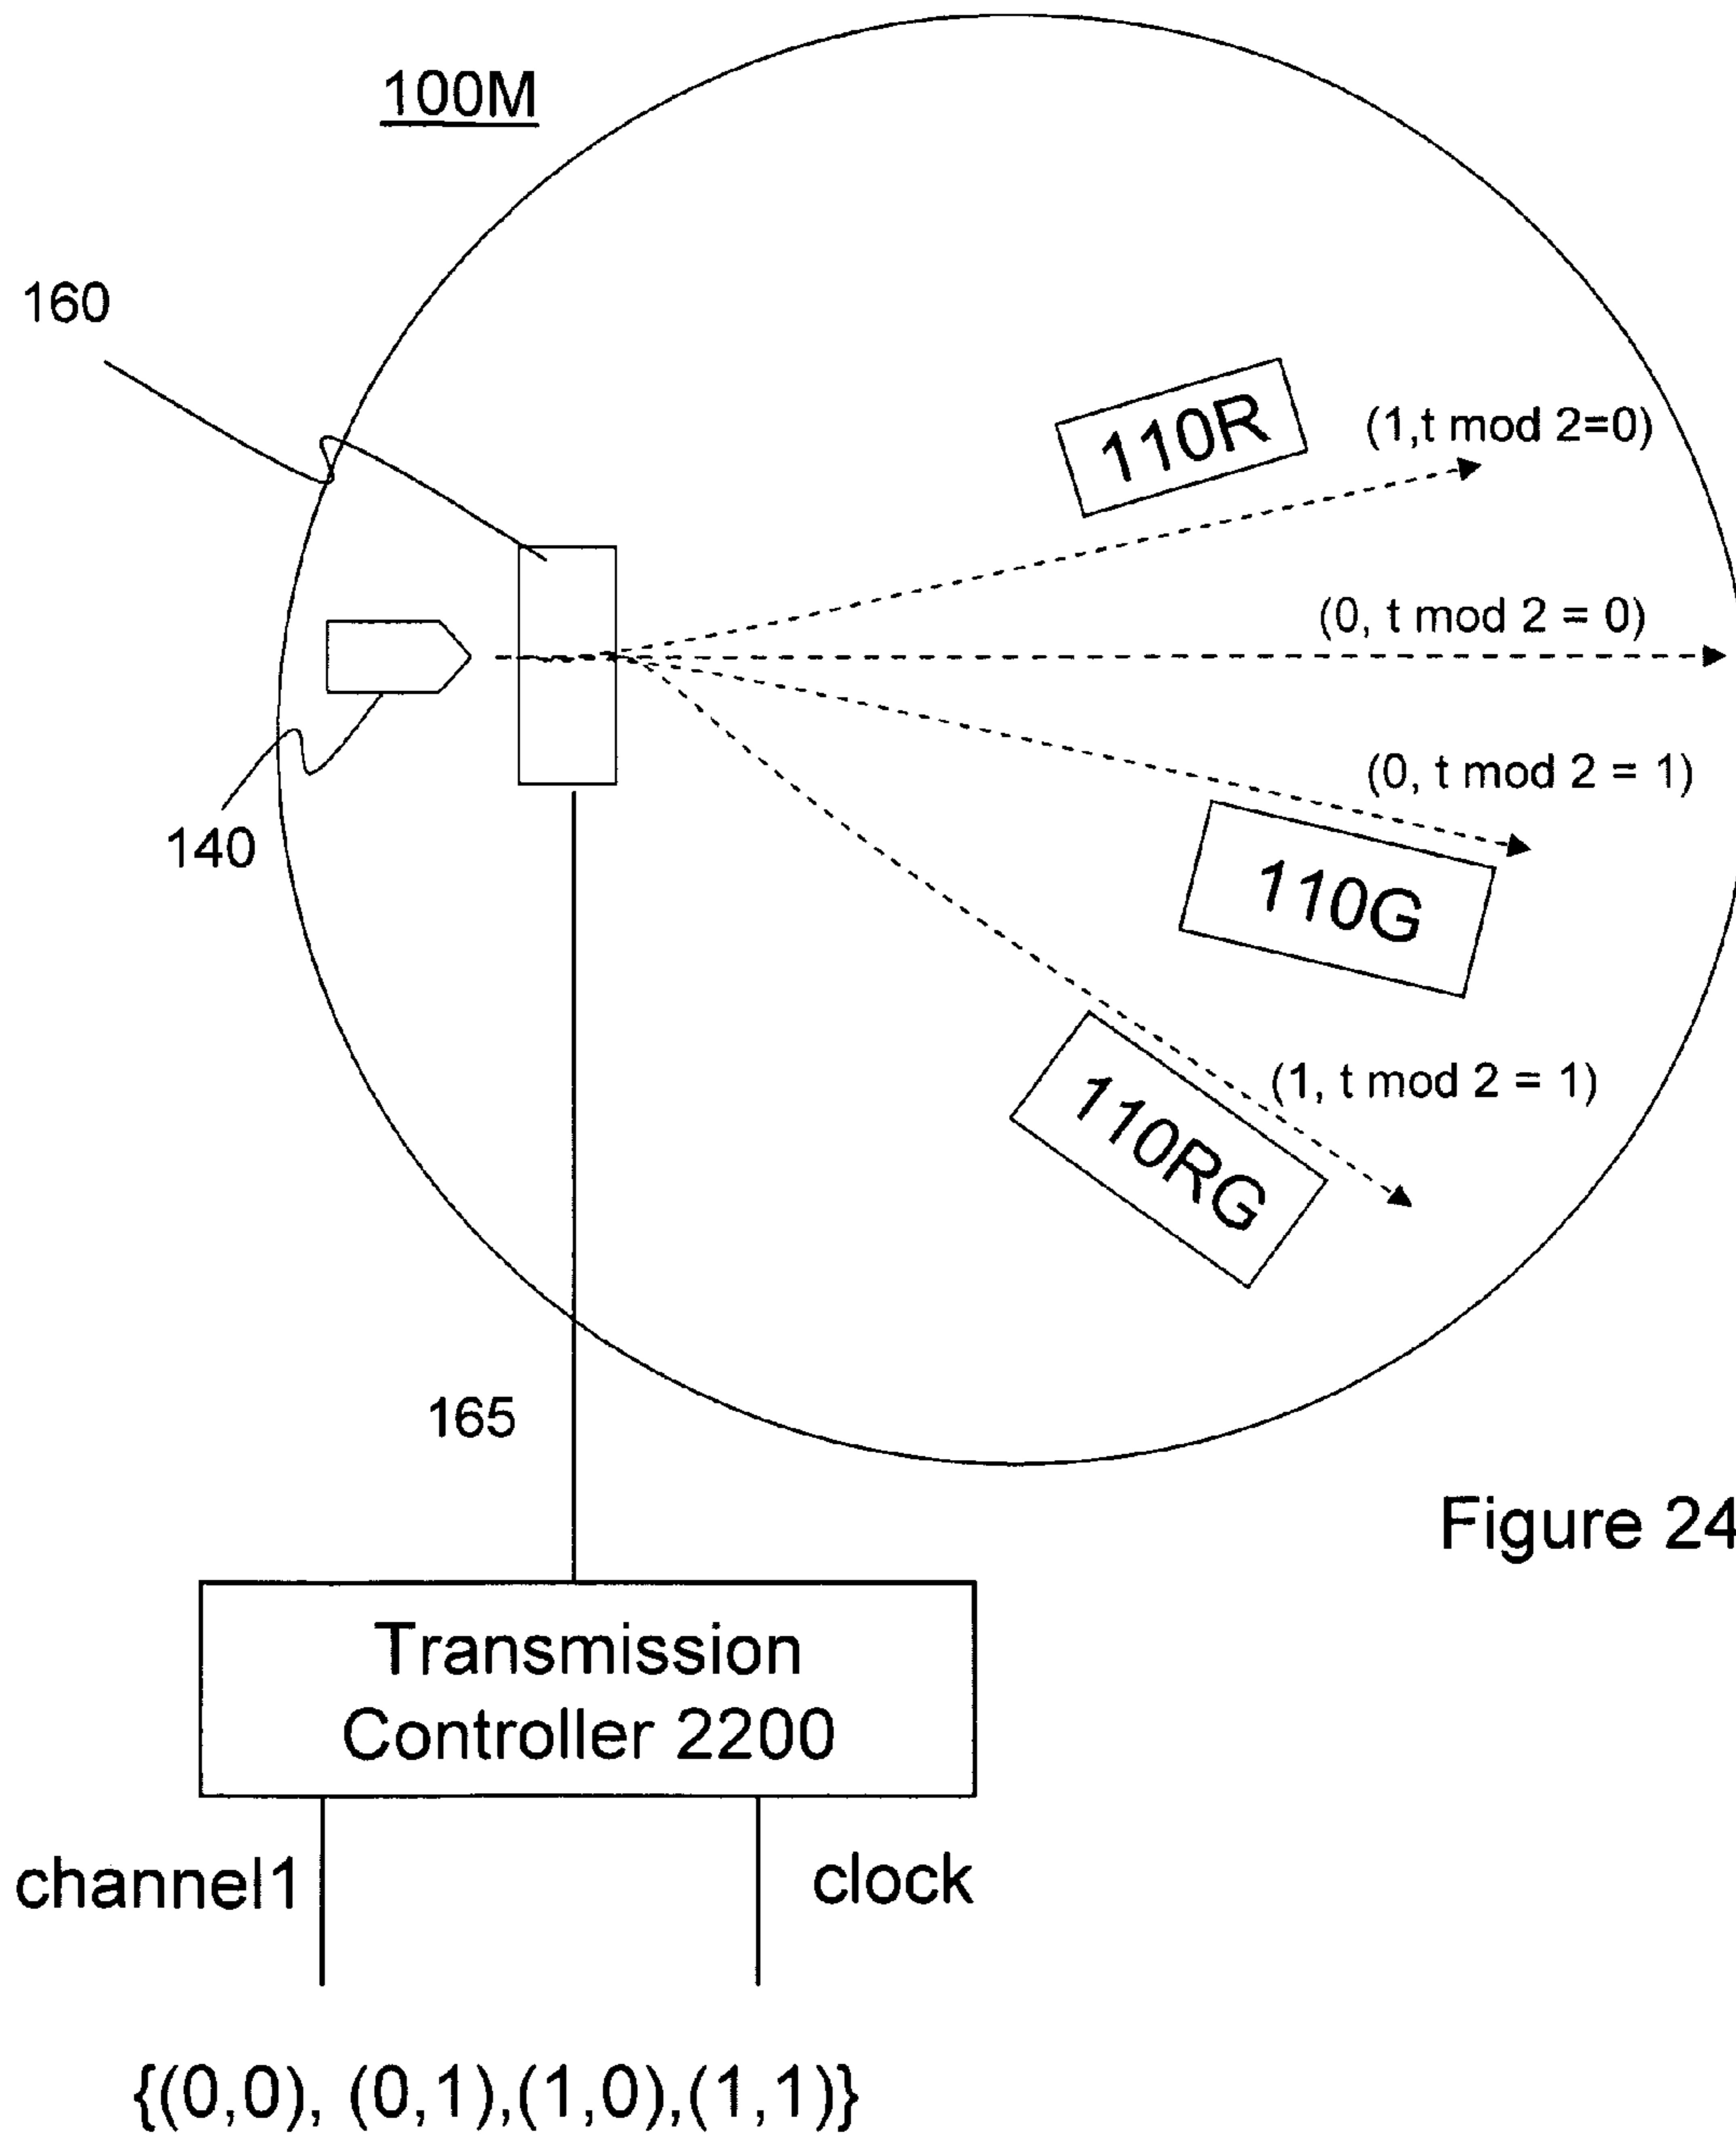 100M
160
110R
(1,t mod 2=0)
(0, t mod 2 = 0)
(0, t mod 2 = 1)
140
110G
(1, t mod 2 = 1)
110RG
165
Figure 24
Transmission
Controller 2200
channel1
clock
{(0,0), (0,1),(1,0),(1,1)}